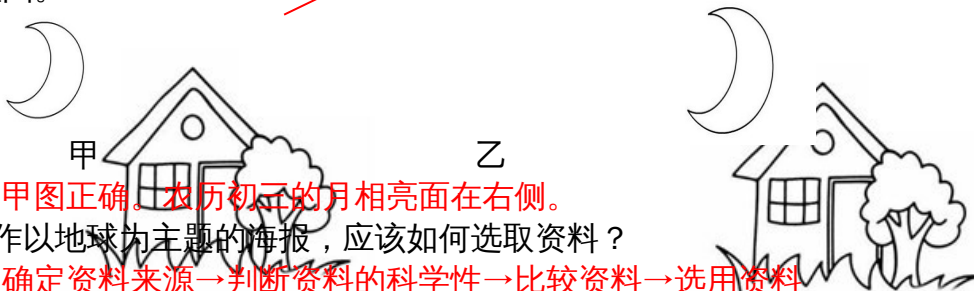 甲 乙
甲图正确。农历初三的月相亮面在右侧。
作以地球为主题的海报，应该如何选取资料？
确定资料来源→判断资料的科学性→比较资料→选用资料